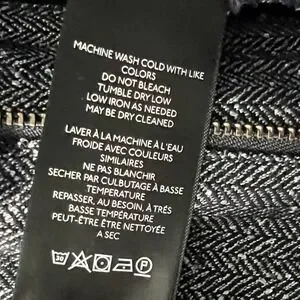 MACHINE WASH COLD WITH LIKE
COLORS
DO NOT BLEACH
TUMBLE DRY LOW
LOW IRON AS NEEDED
MAY BE DRY CLEANED
LAVER À LA MACHINE À L'EAU
FROIDE AVEC COULEURS
SIMILAIRES
NE PAS BLANCHIR
SECHER PAR CULBUTAGE À BASSE
TEMPERATURE
REPASSER, AU BESOIN, À TRÉS
BASSE TEMPÉRATURE
PEUT-ÊTRE ÊTRE NETTOYÉE
A SEC
30 P